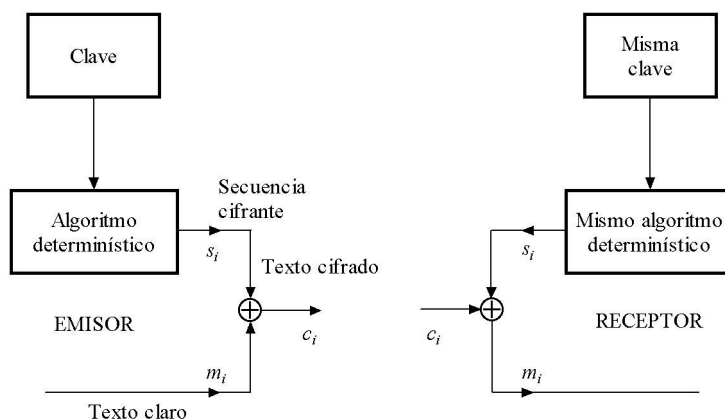 Clave
Misma
clave
Secuencia
cifrante
Algoritmo
determinístico
s_i
Mismo algoritmo
determinístico
s_i
Texto cifrado
EMISOR
c_i
c_i
RECEPTOR
m_i
m_i
Texto claro